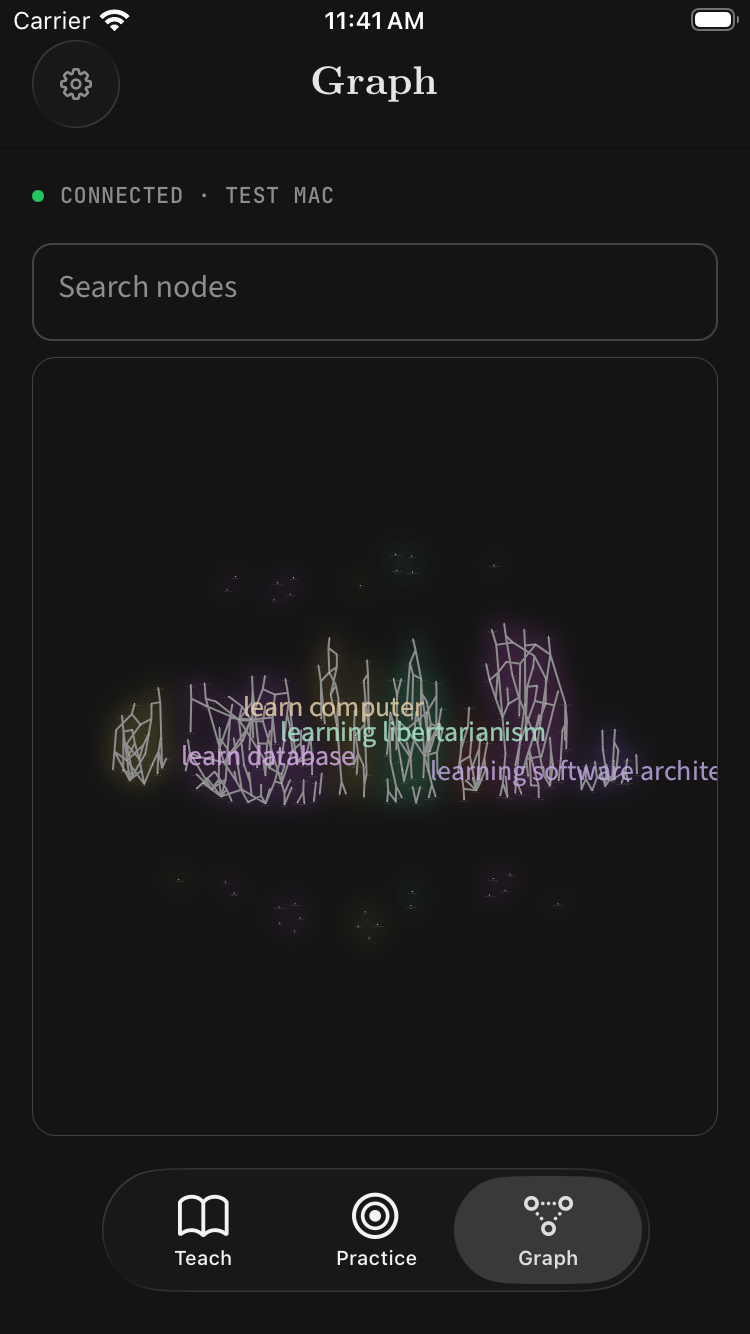 Carrier 11:41 AM
Graph
CONNECTED · TEST MAC
Search nodes
learn computer
learning libertarianism
learn database
learning software archite
Teach Practice Graph